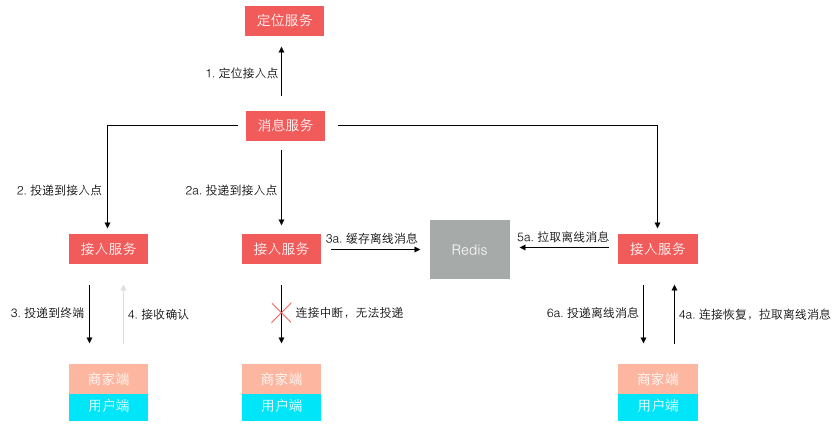 定位服务
1. 定位接入点
消息服务
2. 投递到接入点
2a. 投递到接入点
接入服务
接入服务
3a. 缓存离线消息
Redis
5a. 拉取离线消息
接入服务
3. 投递到终端
4. 接收确认
连接中断，无法投递
6a. 投递离线消息
4a. 连接恢复，拉取离线消息
商家端
用户端
商家端
用户端
商家端
用户端